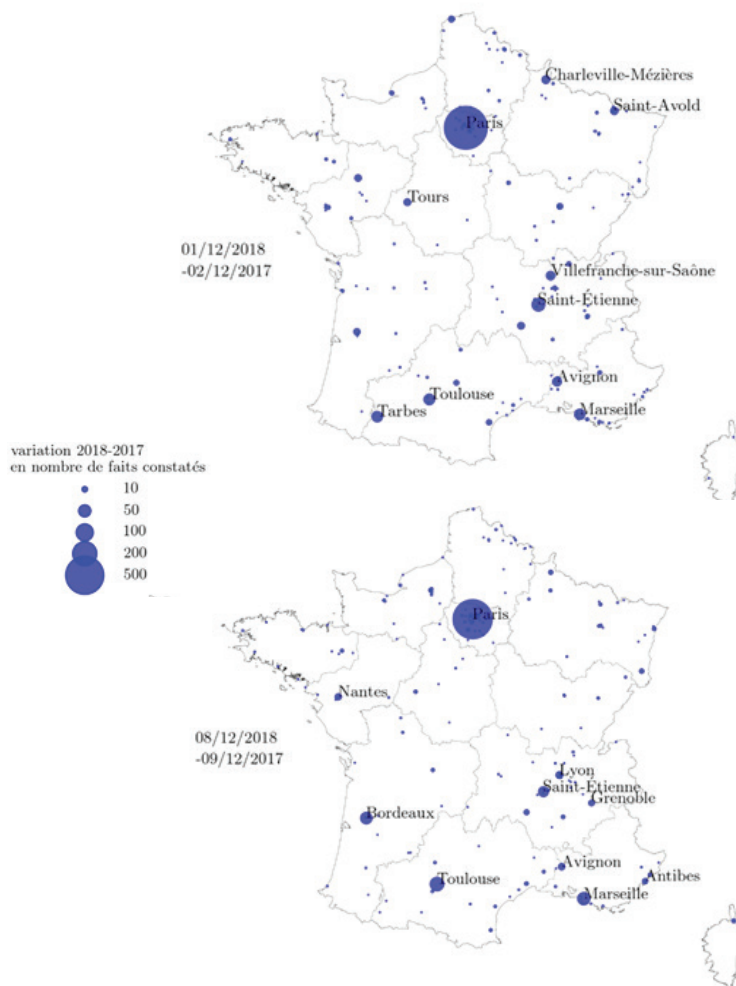 Charleville-Mézières
Saint-Avold
Paris
Tours
01/12/2018
-02/12/2017
Villefranche-sur-Saône
Saint-Étienne
Avignon
Toulouse
Tarbes
Marseille
variation 2018-2017
en nombre de faits constatés
10
50
100
200
500
Paris
Nantes
08/12/2018
-09/12/2017
Lyon
Saint-Étienne
Grenoble
Bordeaux
Avignon
Toulouse
Antibes
Marseille